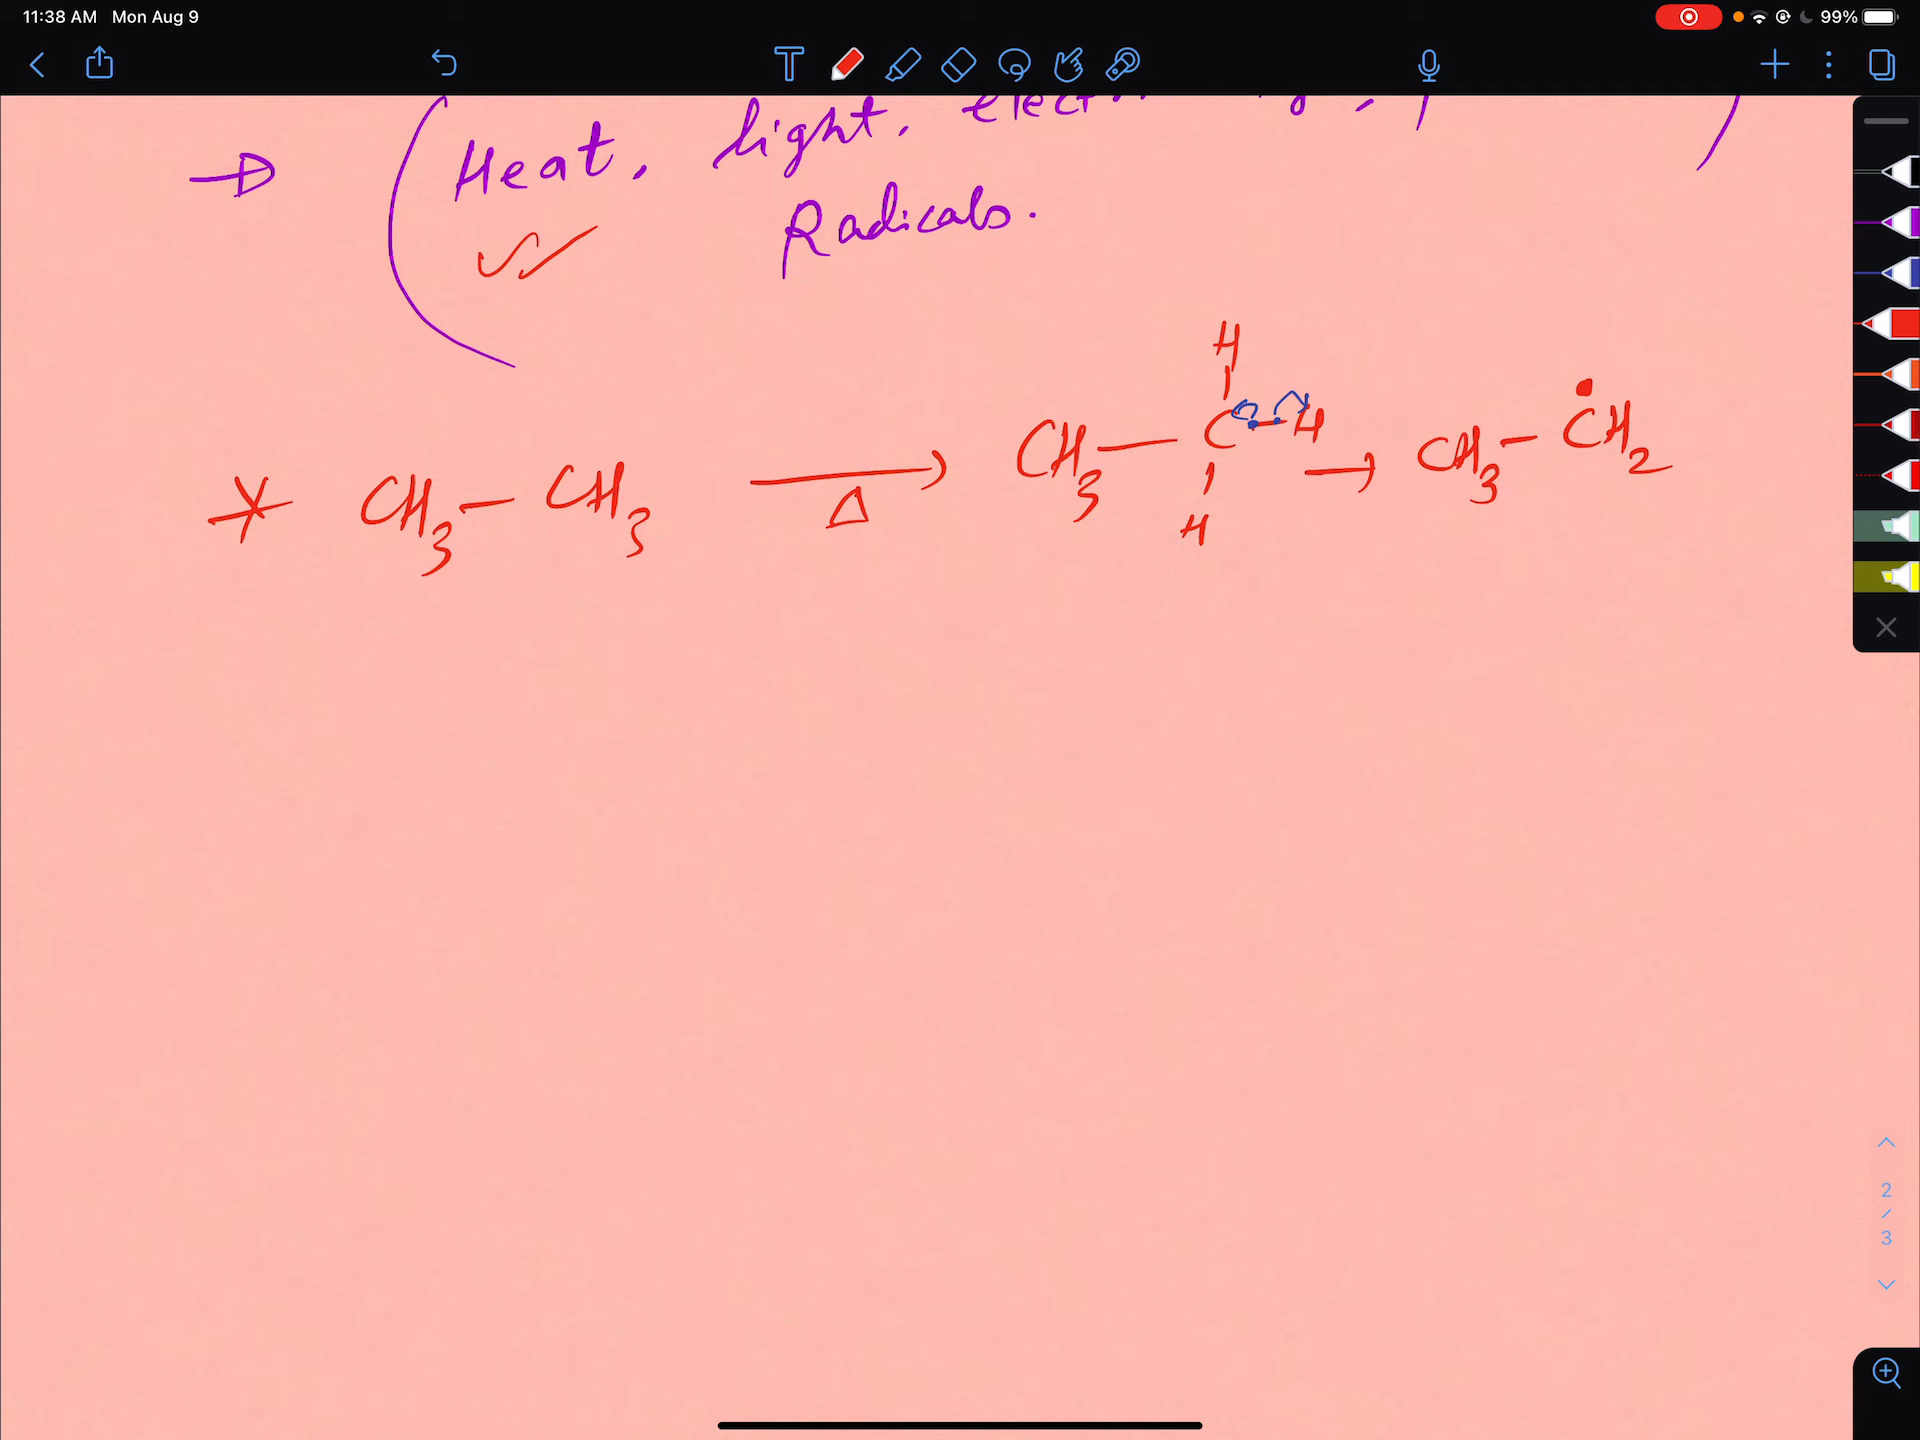 11:38 AM Mon Aug 9
99%
T
Heat, light,
Radicals.
* CH3 — CH3 ⟶ Δ CH3 — C — H → CH3 — ĊH2
H
H
2
/
3